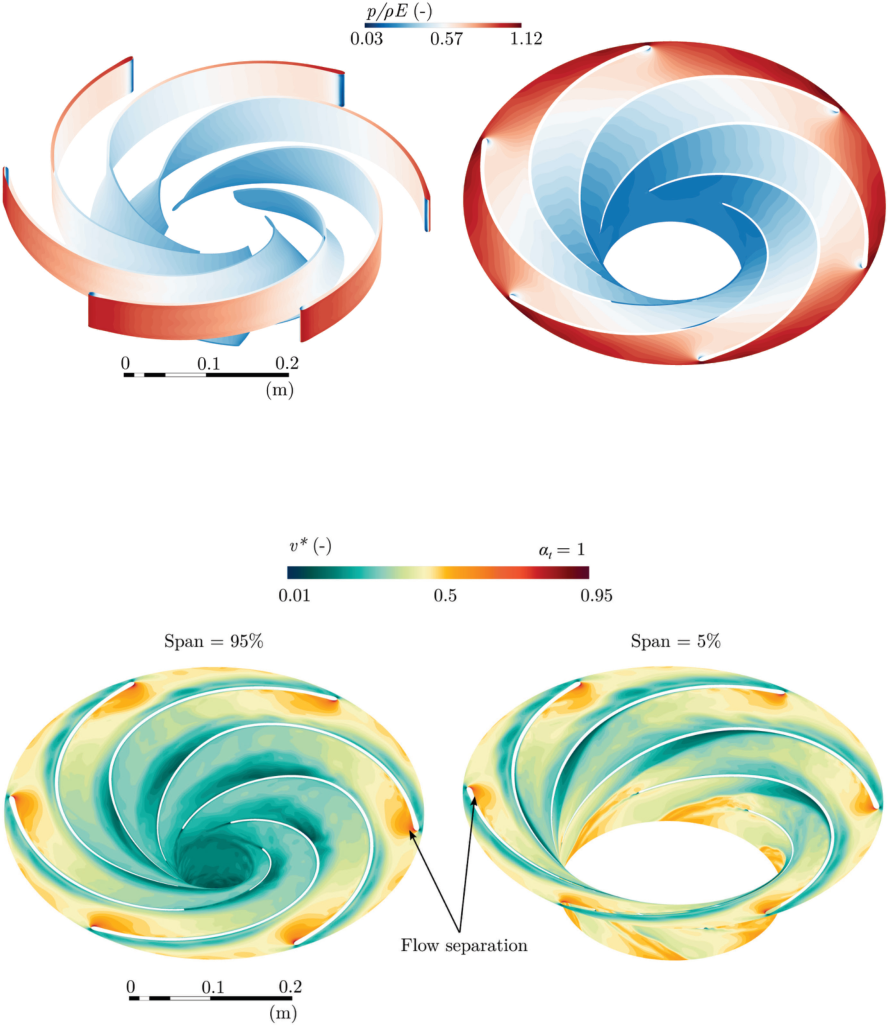 p/ρE (-)
0.03 0.57 1.12
0 0.1 0.2
(m)
v* (-) αt = 1
0.01 0.5 0.95
Span = 95% Span = 5%
Flow separation
0 0.1 0.2
(m)